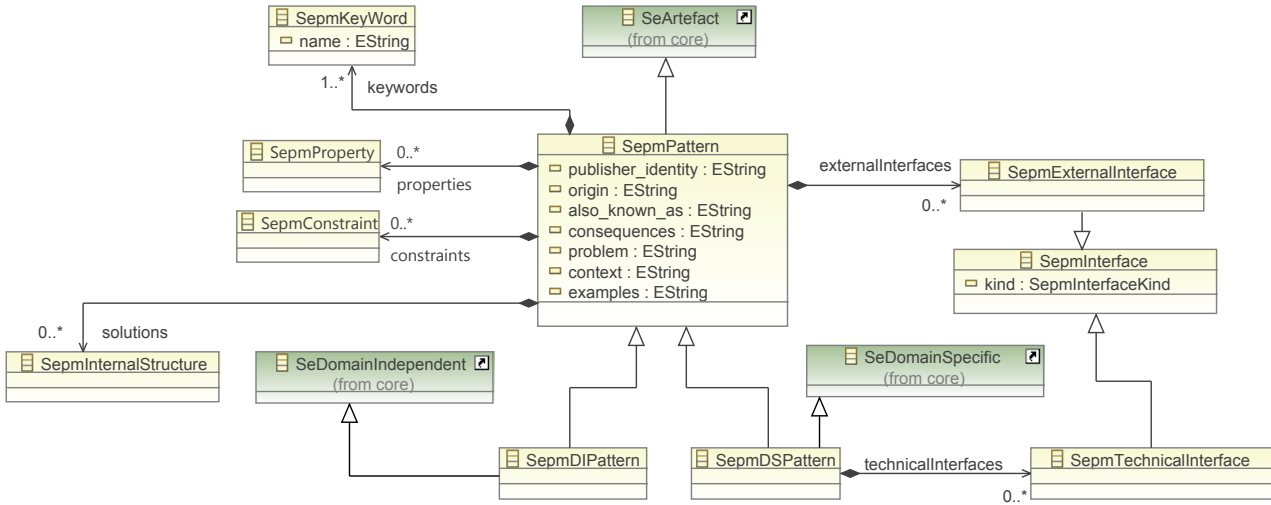 SepmKeyWord
name : EString
1..*
keywords
SeArtefact
(from core)
SepmPattern
publisher_identity : EString
origin : EString
also_known_as : EString
consequences : EString
problem : EString
context : EString
examples : EString
SepmProperty
0..*
properties
SepmConstraint
0..*
constraints
0..*
solutions
SepmInternalStructure
externalInterfaces
0..*
SepmExternalInterface
SepmInterface
kind : SepmInterfaceKind
SeDomainIndependent
(from core)
SeDomainSpecific
(from core)
SepmDIPattern
SepmDSPattern
technicalInterfaces
0..*
SepmTechnicalInterface